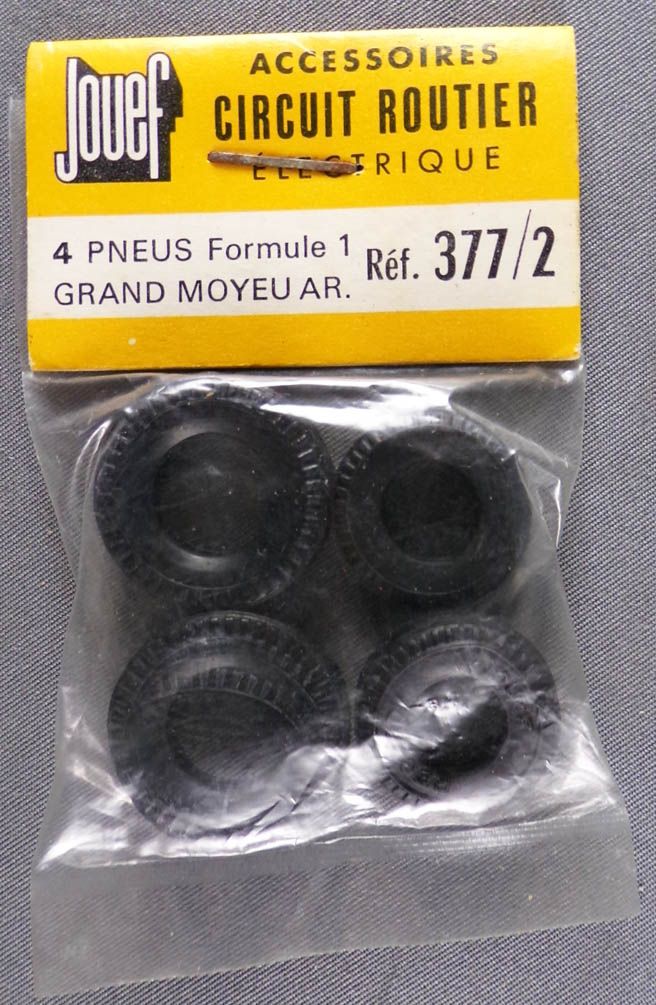 Jouef
ACCESSOIRES
CIRCUIT ROUTIER
ÉLECTRIQUE
4 PNEUS Formule 1
GRAND MOYEU AR.
Réf. 377/2